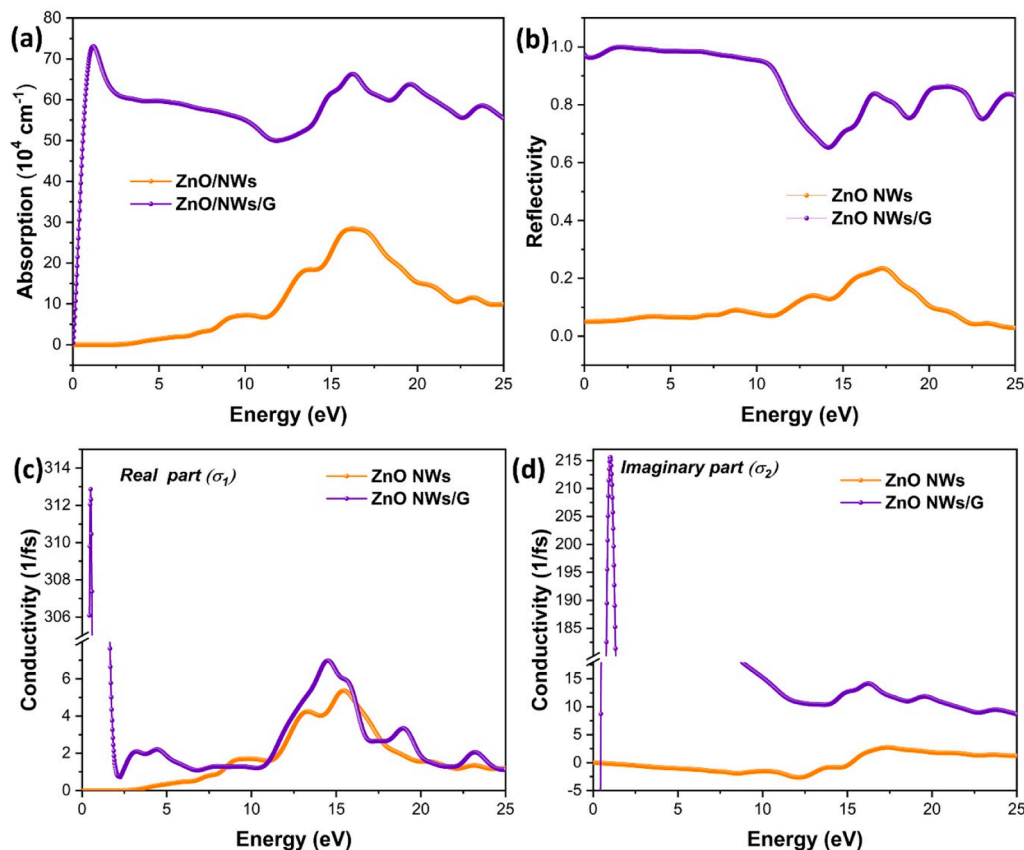 (a)
80
70
60
50
40
30
20
10
0
Absorption (10⁴ cm⁻¹)
ZnO/NWs
ZnO/NWs/G
0 5 10 15 20 25
Energy (eV)
(b)
1.0
0.8
0.6
0.4
0.2
0.0
Reflectivity
ZnO NWs
ZnO NWs/G
0 5 10 15 20 25
Energy (eV)
(c)
Real part (σ₁)
314
312
310
308
306
6
4
2
0
Conductivity (1/fs)
ZnO NWs
ZnO NWs/G
0 5 10 15 20 25
Energy (eV)
(d)
Imaginary part (σ₂)
215
210
205
200
195
190
185
15
10
5
0
-5
Conductivity (1/fs)
ZnO NWs
ZnO NWs/G
0 5 10 15 20 25
Energy (eV)